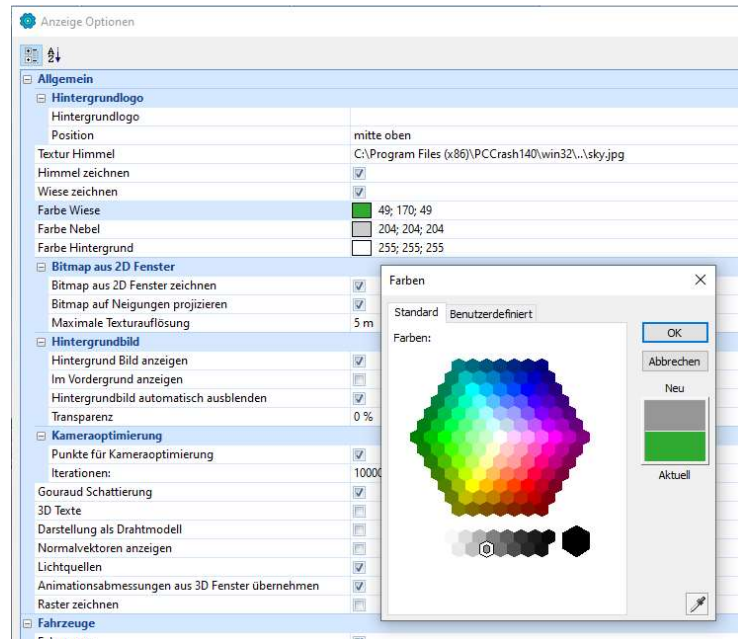 Anzeige Optionen
Allgemein
Hintergrundlogo
Hintergrundlogo
Position mitte oben
Textur Himmel C:\Program Files (x86)\PCCrash140\win32\..\sky.jpg
Himmel zeichnen
Wiese zeichnen
Farbe Wiese 49; 170; 49
Farbe Nebel 204; 204; 204
Farbe Hintergrund 255; 255; 255
Bitmap aus 2D Fenster
Bitmap aus 2D Fenster zeichnen
Bitmap auf Neigungen projizieren
Maximale Texturauflösung 5 m
Hintergrundbild
Hintergrund Bild anzeigen
Im Vordergrund anzeigen
Hintergrundbild automatisch ausblenden
Transparenz 0 %
Kameraoptimierung
Punkte für Kameraoptimierung
Iterationen: 10000
Gouraud Schattierung
3D Texte
Darstellung als Drahtmodell
Normalvektoren anzeigen
Lichtquellen
Animationsabmessungen aus 3D Fenster übernehmen
Raster zeichnen
Fahrzeuge
Farben
Standard Benutzerdefiniert
Farben:
OK
Abbrechen
Neu
Aktuell